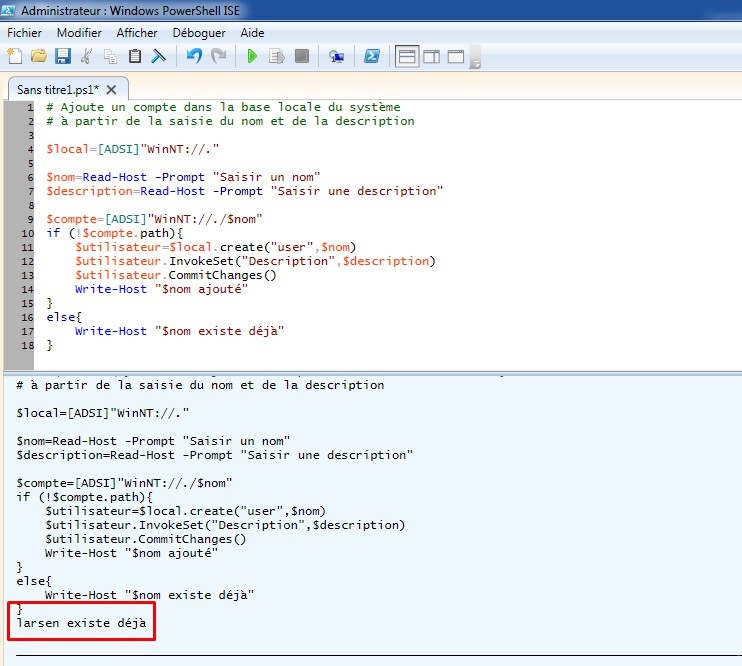 Administrateur : Windows PowerShell ISE
Fichier Modifier Afficher Déboguer Aide
Sans titre1.ps1* X
1 # Ajoute un compte dans la base locale du système
2 # à partir de la saisie du nom et de la description
3
4 $local=[ADSI]"WinNT://."
5
6 $nom=Read-Host -Prompt "Saisir un nom"
7 $description=Read-Host -Prompt "Saisir une description"
8
9 $compte=[ADSI]"WinNT://./$nom"
10 if (!$compte.path){
11 $utilisateur=$local.create("user",$nom)
12 $utilisateur.InvokeSet("Description",$description)
13 $utilisateur.CommitChanges()
14 Write-Host "$nom ajouté"
15 }
16 else{
17 Write-Host "$nom existe déjà"
18 }
# à partir de la saisie du nom et de la description
$local=[ADSI]"WinNT://."
$nom=Read-Host -Prompt "Saisir un nom"
$description=Read-Host -Prompt "Saisir une description"
$compte=[ADSI]"WinNT://./$nom"
if (!$compte.path){
$utilisateur=$local.create("user",$nom)
$utilisateur.InvokeSet("Description",$description)
$utilisateur.CommitChanges()
Write-Host "$nom ajouté"
}
else{
Write-Host "$nom existe déjà"
}
larsen existe déjà